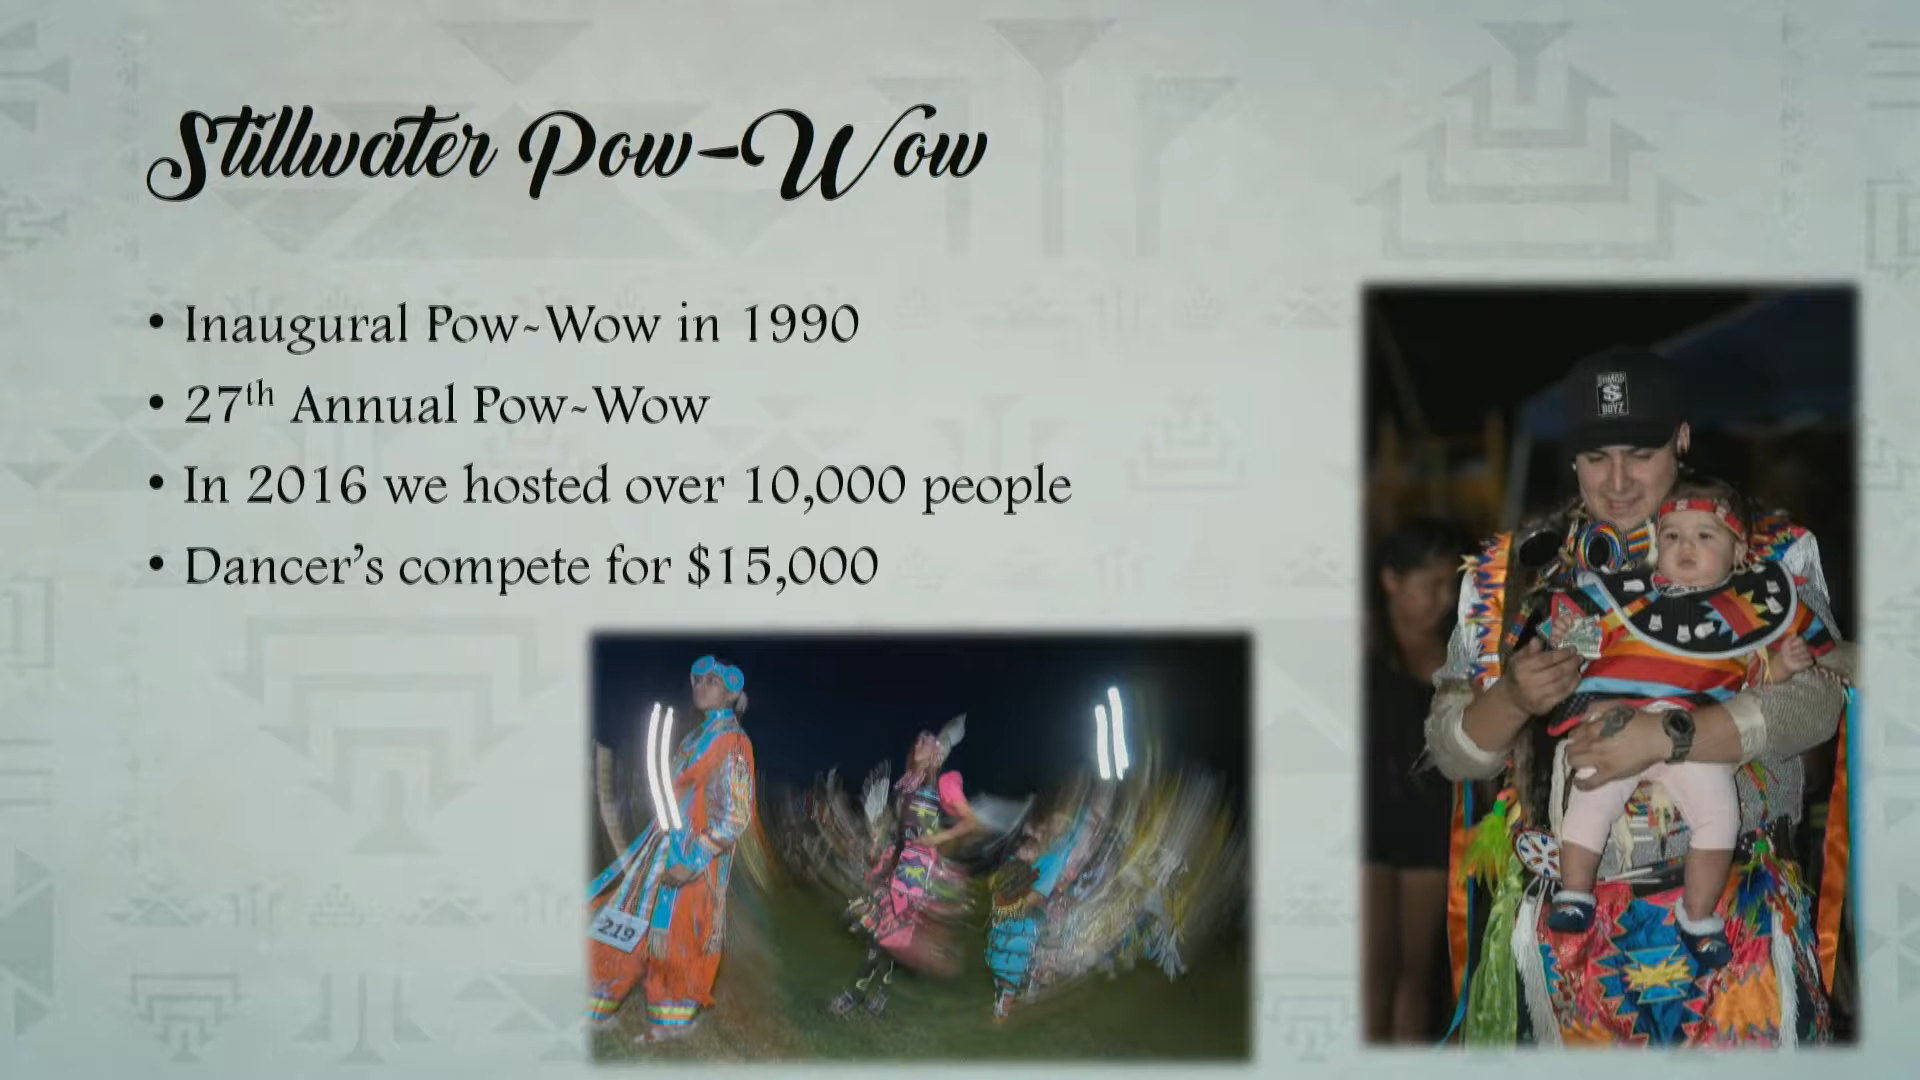 Stillwater Pow-Wow
• Inaugural Pow-Wow in 1990
• 27th Annual Pow-Wow
• In 2016 we hosted over 10,000 people
• Dancer’s compete for $15,000
S
BOYZ
219